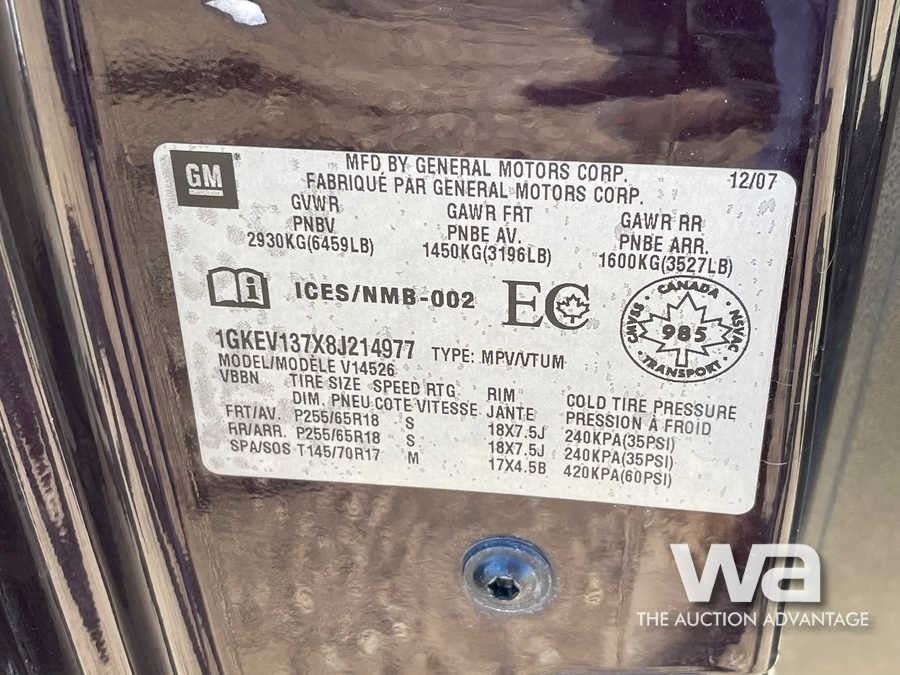 GM
MFD BY GENERAL MOTORS CORP. 12/07
FABRIQUÉ PAR GENERAL MOTORS CORP.
GVWR GAWR FRT GAWR RR
PNBV PNBE AV. PNBE ARR.
2930KG(6459LB) 1450KG(3196LB) 1600KG(3527LB)
i ICES/NMB-002 EC
CANADA
CMVSS 985 NSVAC
TRANSPORT
1GKEV137X8J214977 TYPE: MPV/VTUM
MODEL/MODÈLE V14526
VBBN TIRE SIZE SPEED RTG RIM COLD TIRE PRESSURE
DIM. PNEU COTE VITESSE JANTE PRESSION À FROID
FRT/AV. P255/65R18 S 18X7.5J 240KPA(35PSI)
RR/ARR. P255/65R18 S 18X7.5J 240KPA(35PSI)
SPA/SOS T145/70R17 M 17X4.5B 420KPA(60PSI)
wa
THE AUCTION ADVANTAGE